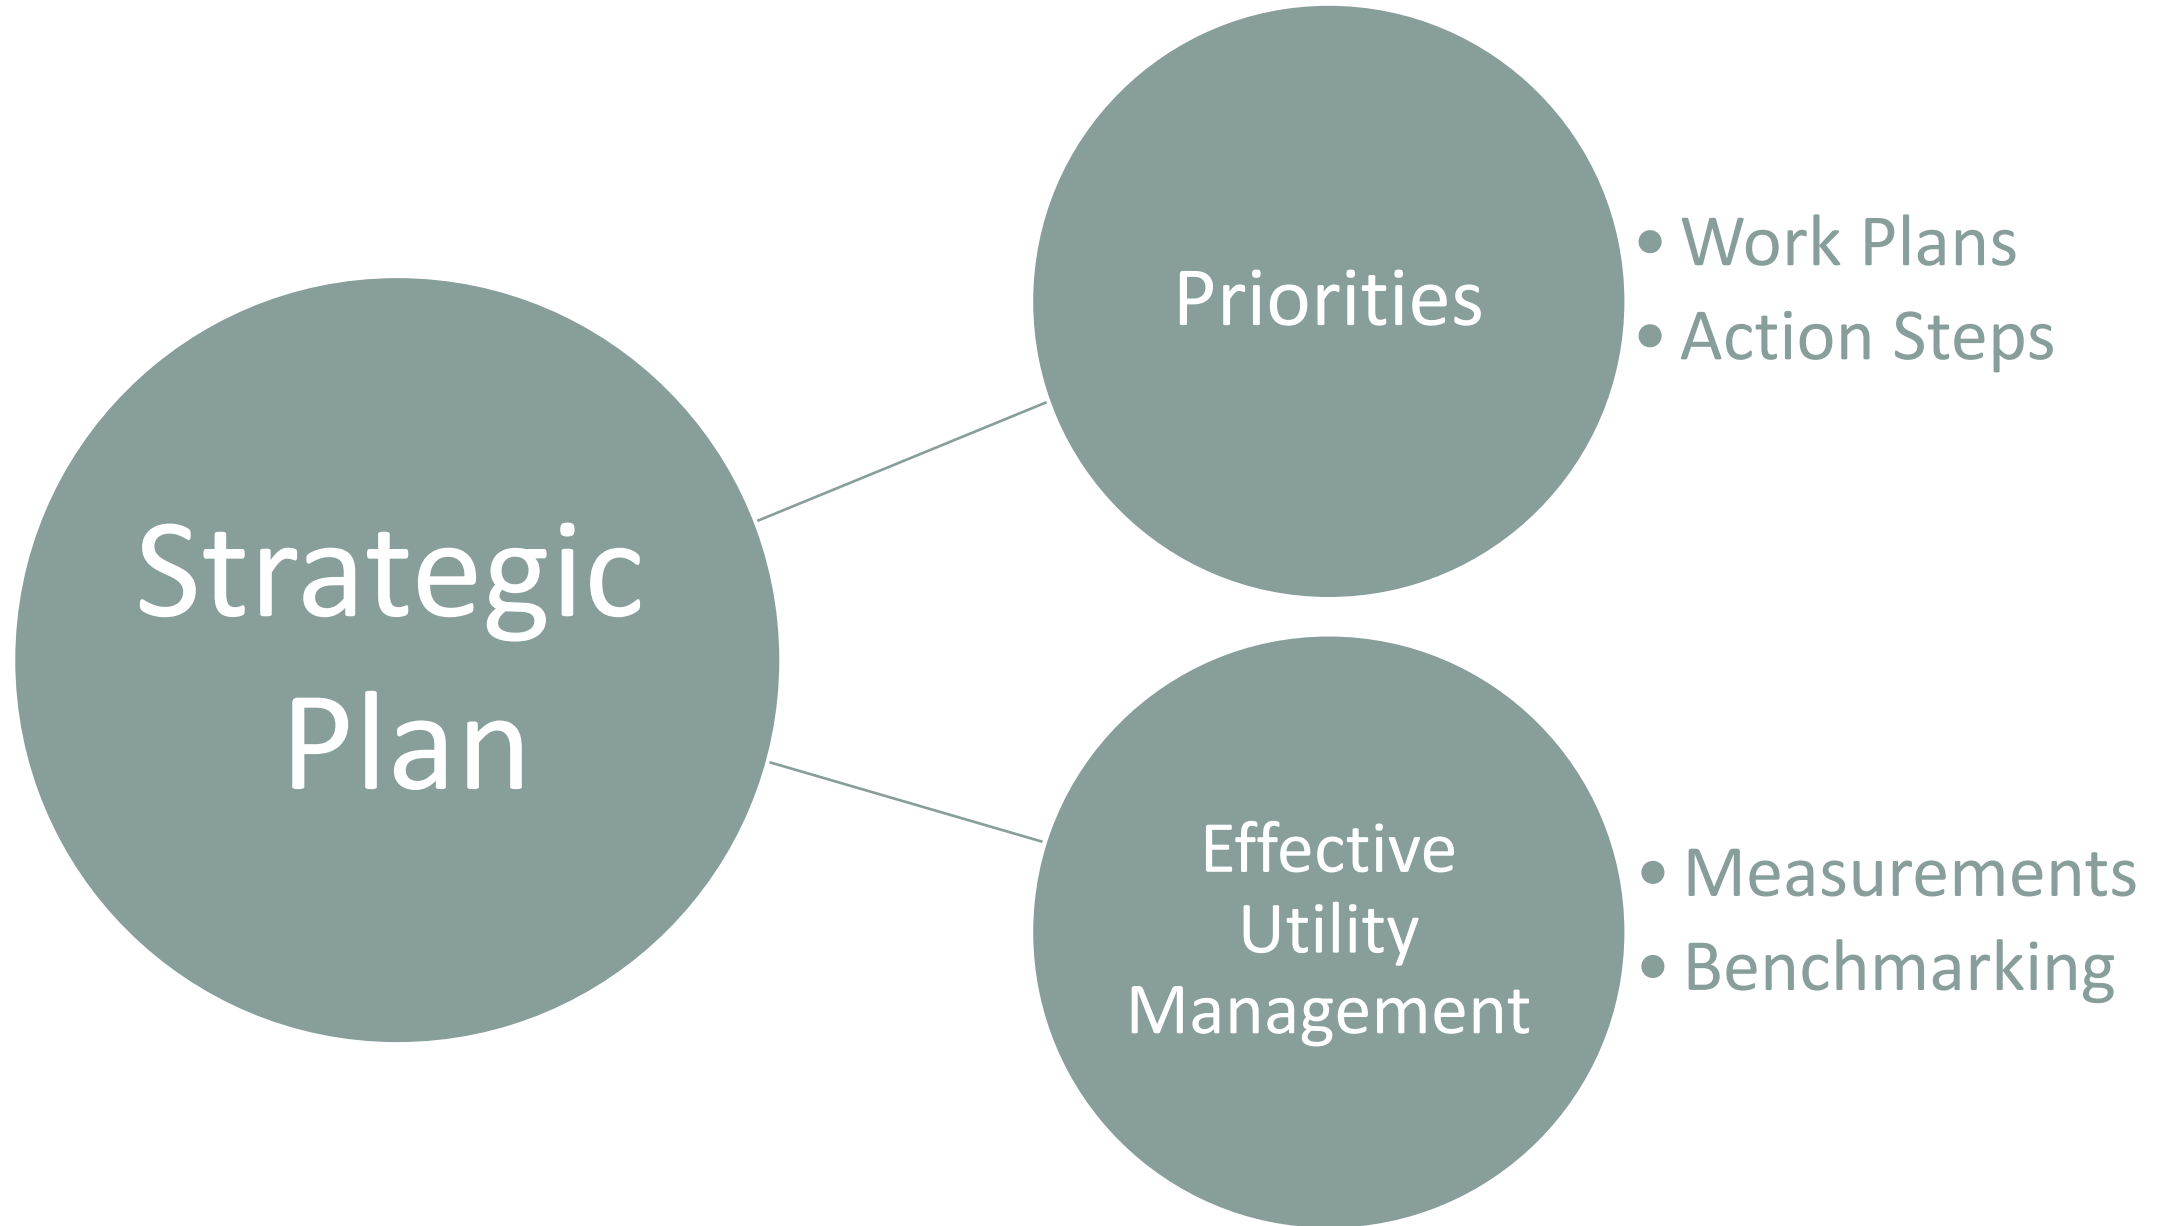 Strategic
Plan
Priorities
• Work Plans
• Action Steps
Effective
Utility
Management
• Measurements
• Benchmarking